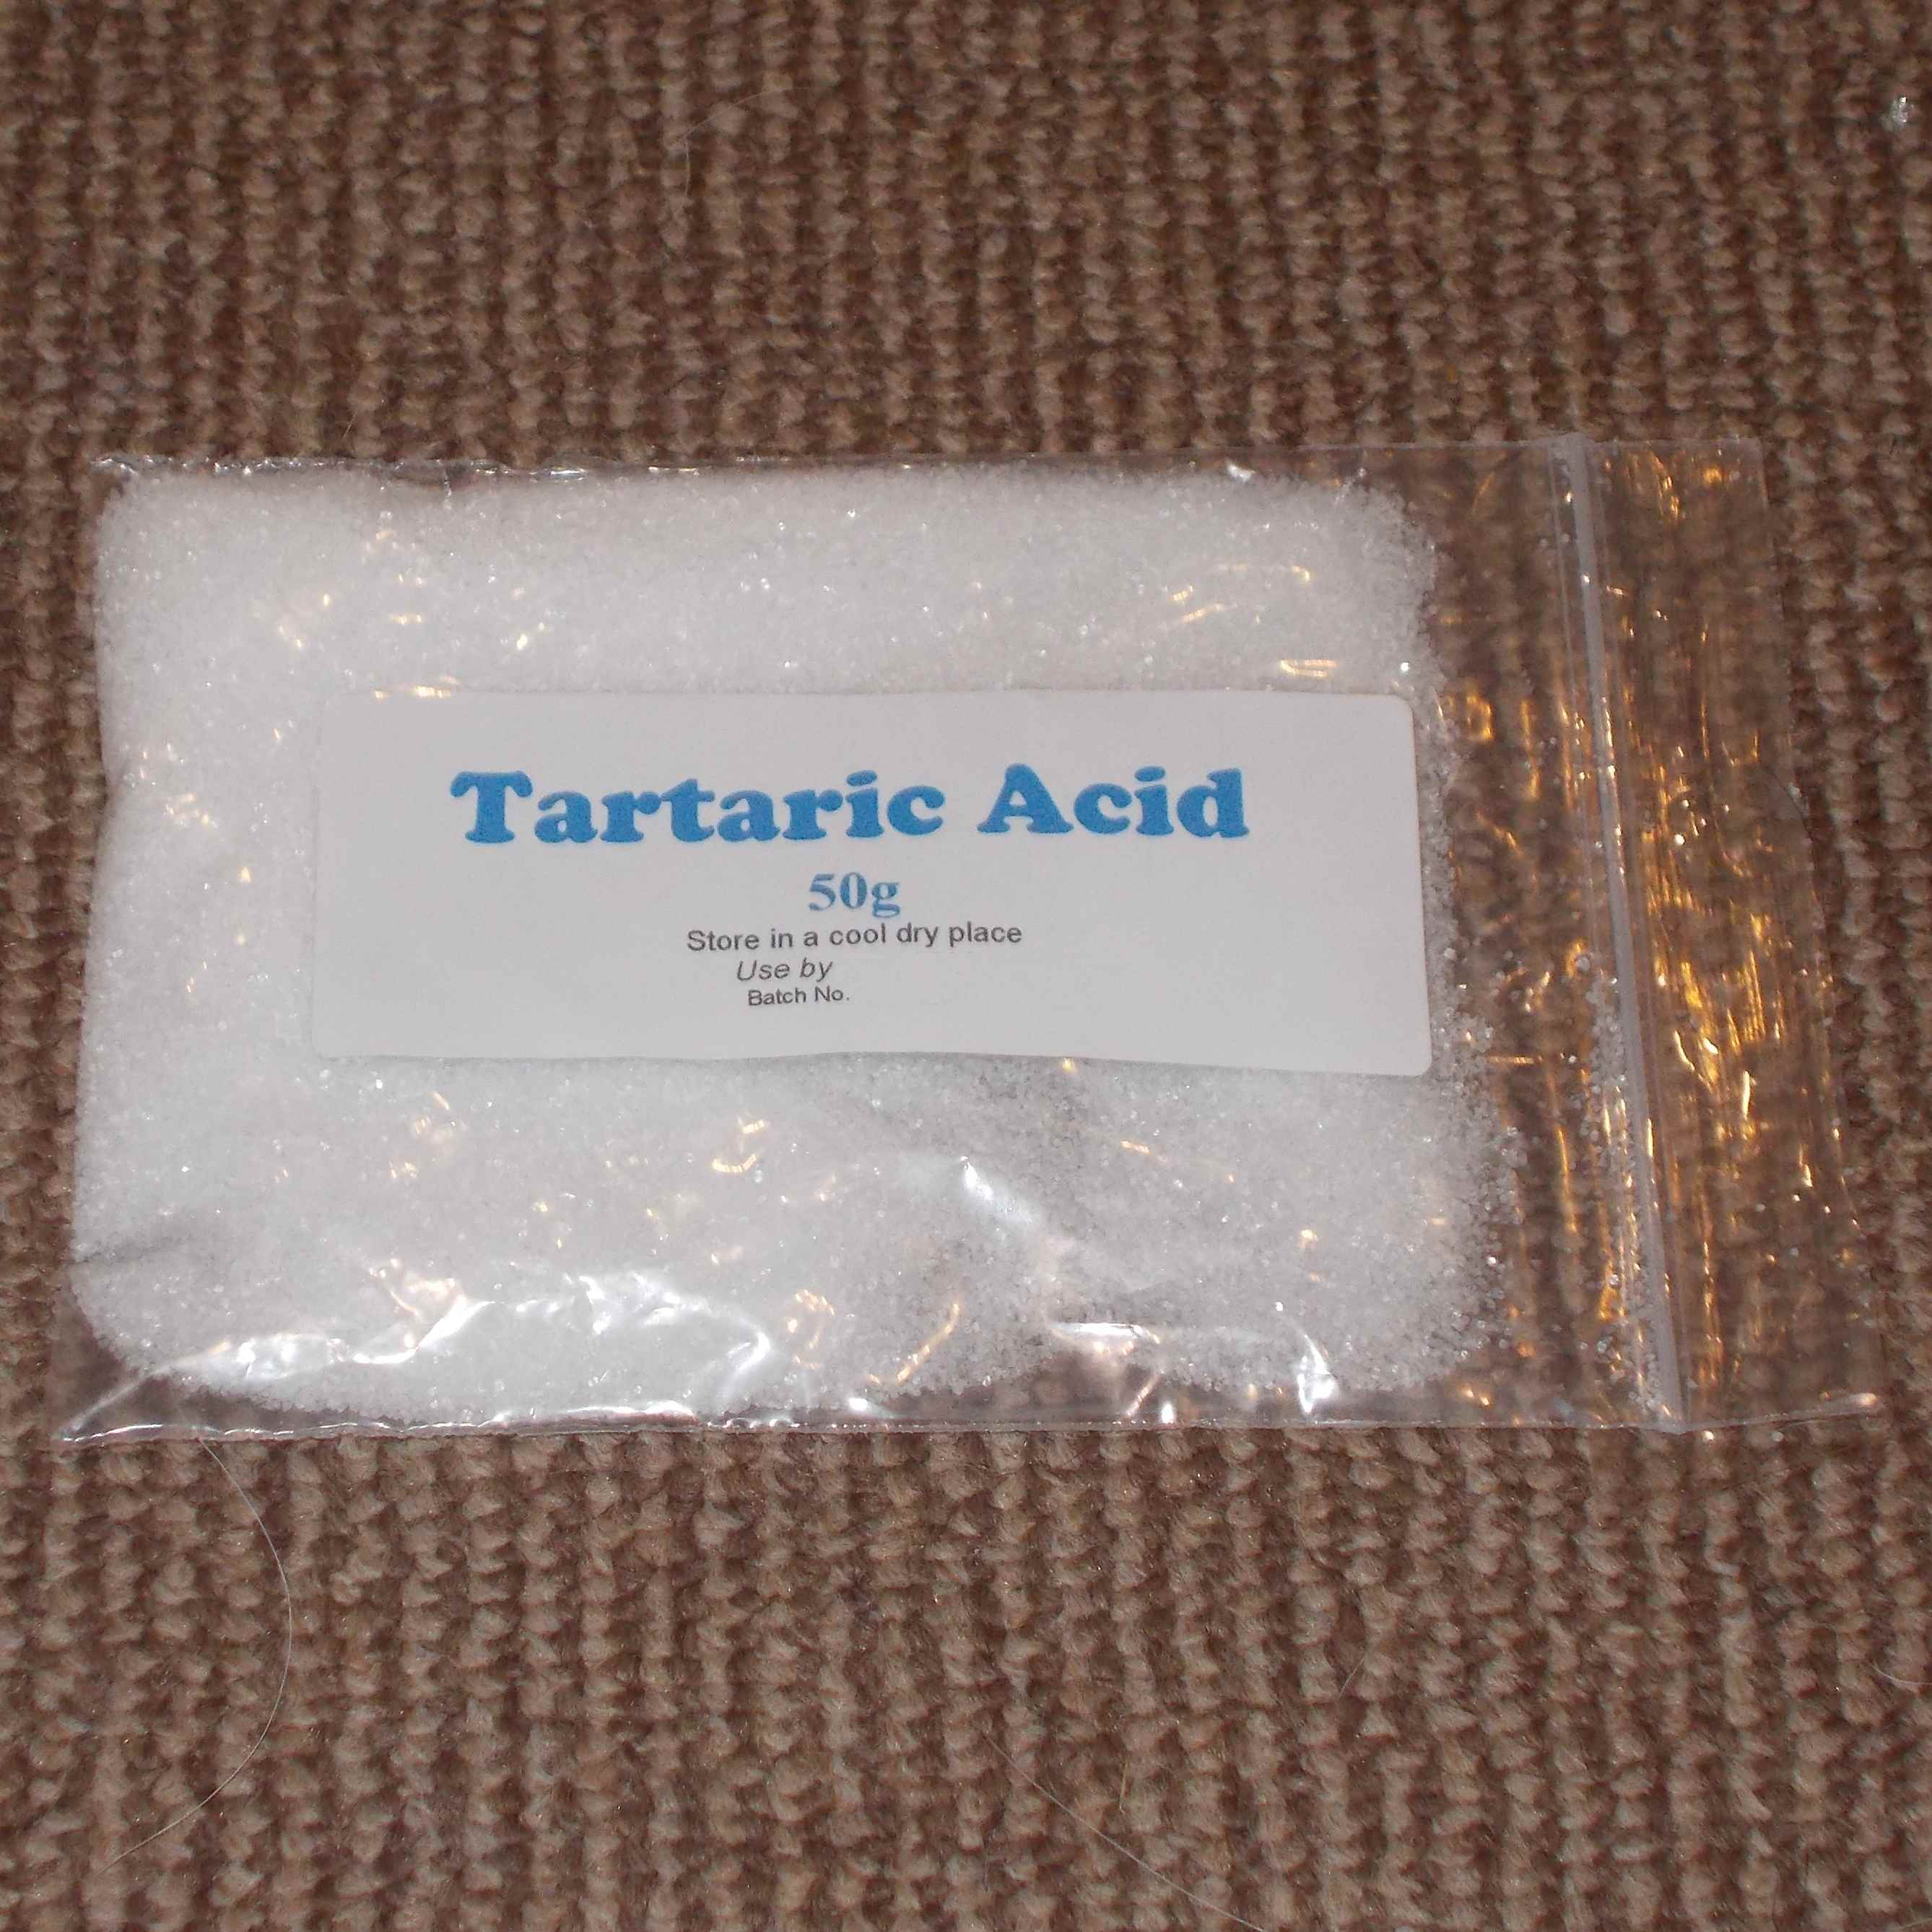 Tartaric Acid
50g
Store in a cool dry place
Use by
Batch No.